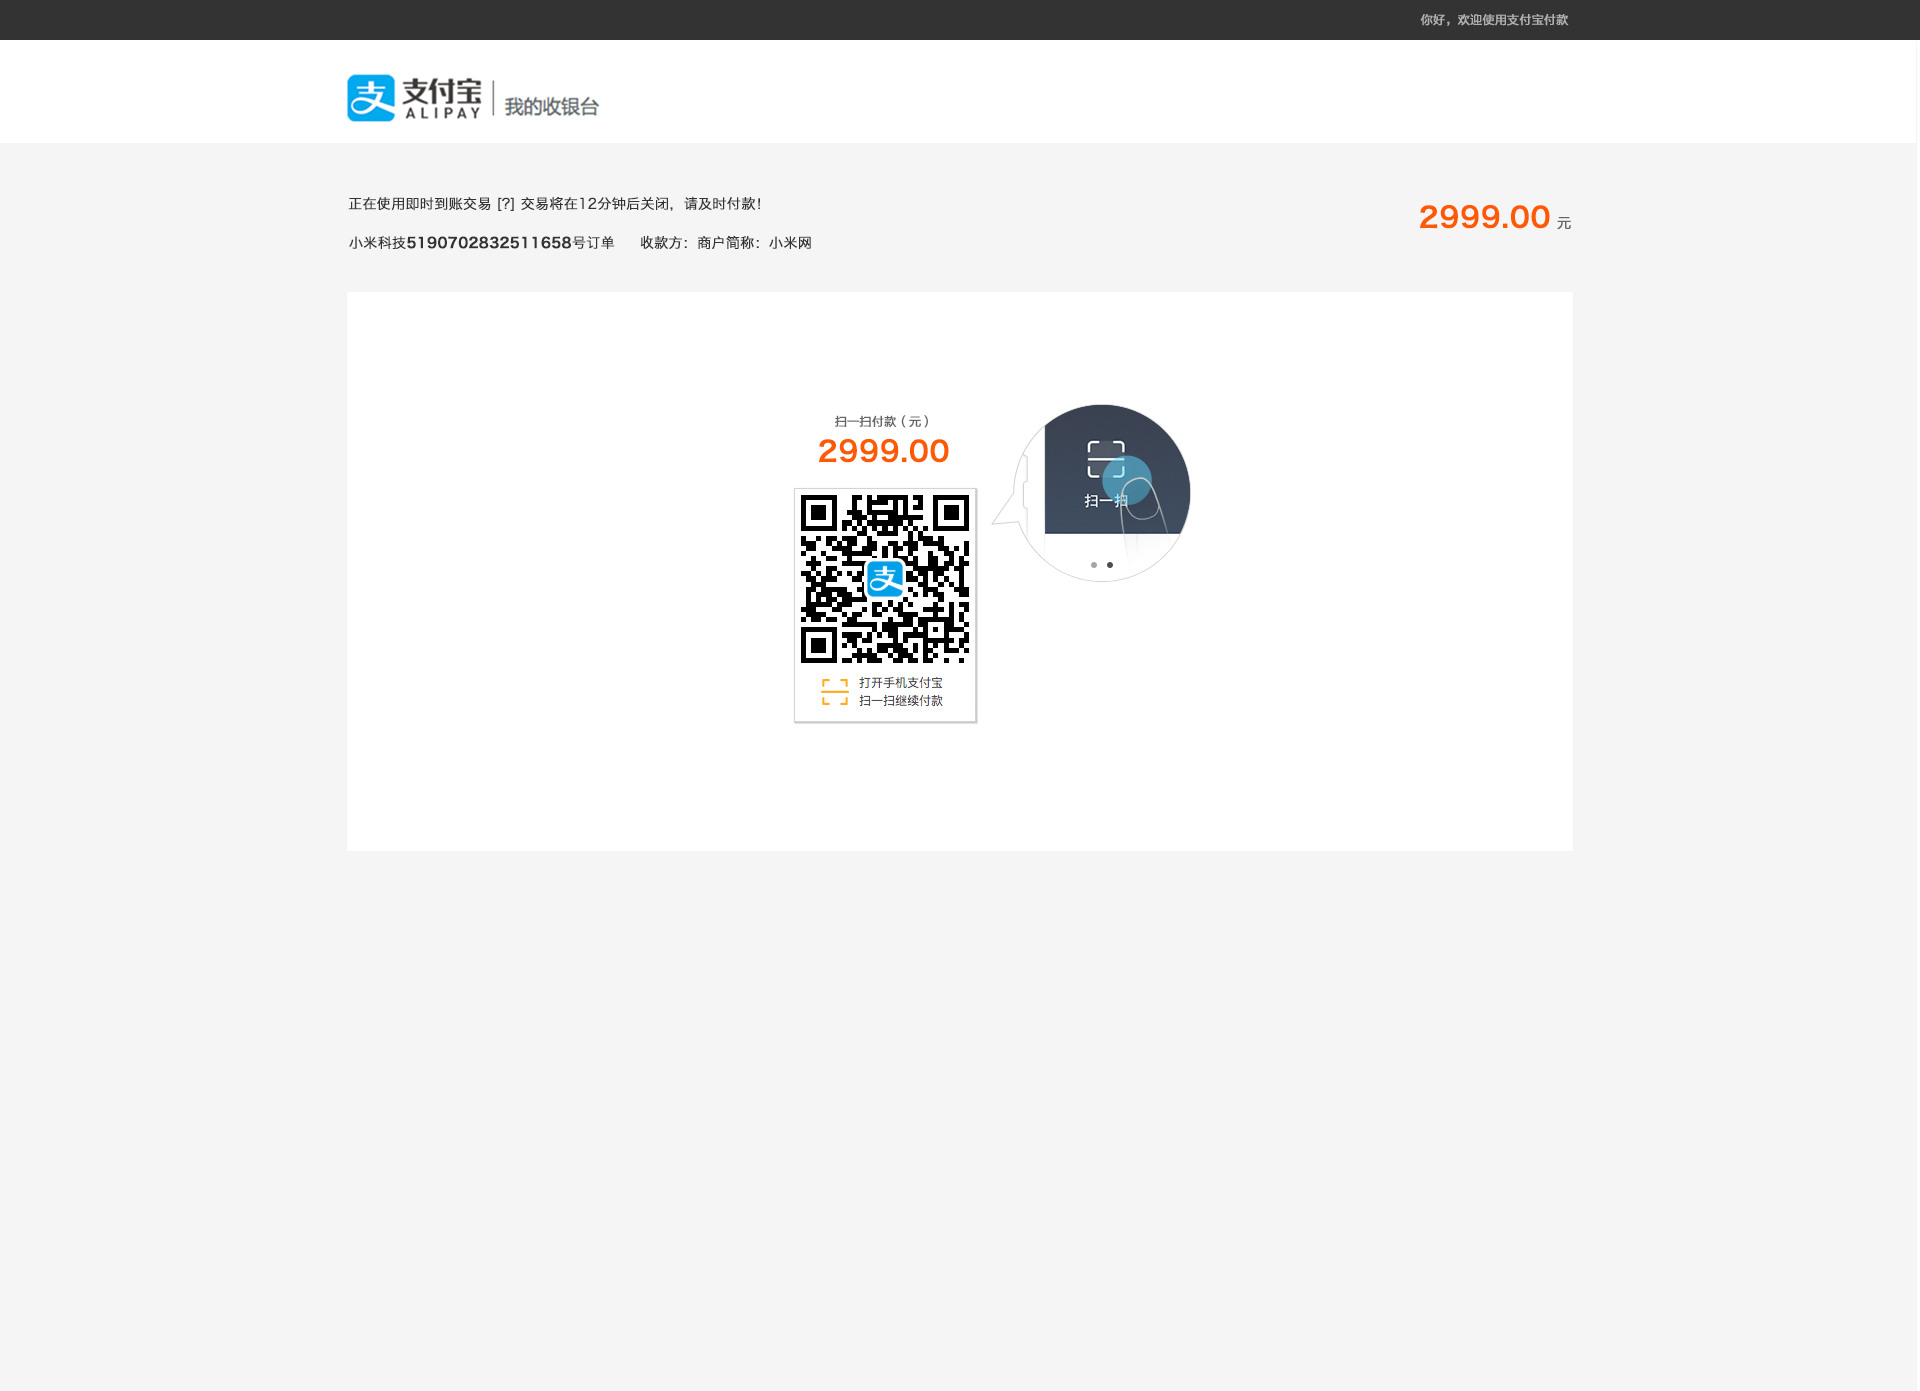 你好，欢迎使用支付宝付款
支 支付宝 我的收银台
ALIPAY
正在使用即时到账交易 [?] 交易将在12分钟后关闭，请及时付款！
2999.00 元
小米科技5190702832511658号订单 收款方：商户简称：小米网
扫一扫付款（元）
2999.00
扫一扫
支
打开手机支付宝
扫一扫继续付款